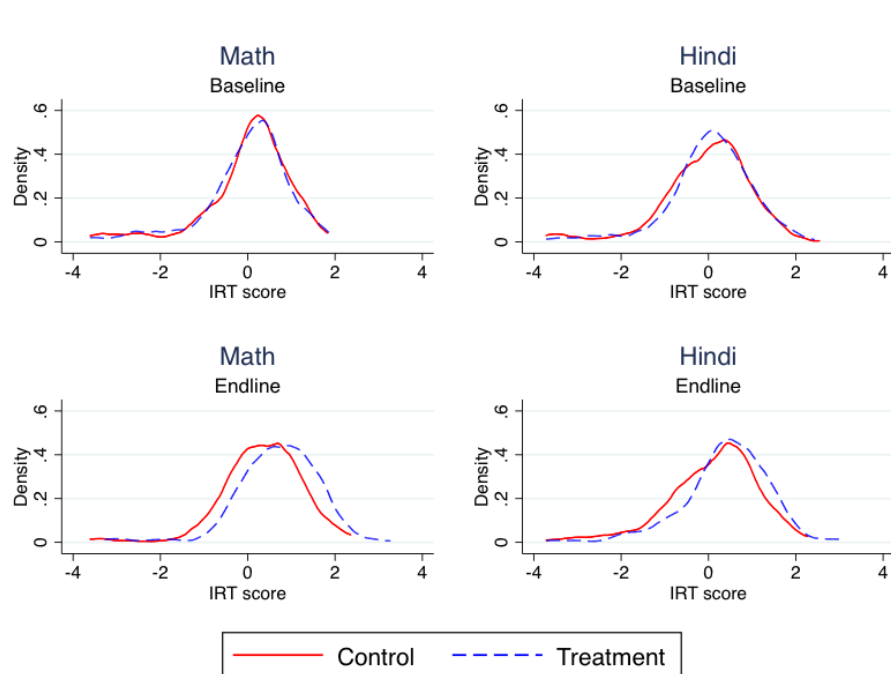 Math
Baseline
Density
.6
.4
.2
0
-4 -2 0 2 4
IRT score
Hindi
Baseline
Density
.6
.4
.2
0
-4 -2 0 2 4
IRT score
Math
Endline
Density
.6
.4
.2
0
-4 -2 0 2 4
IRT score
Hindi
Endline
Density
.6
.4
.2
0
-4 -2 0 2 4
IRT score
Control Treatment